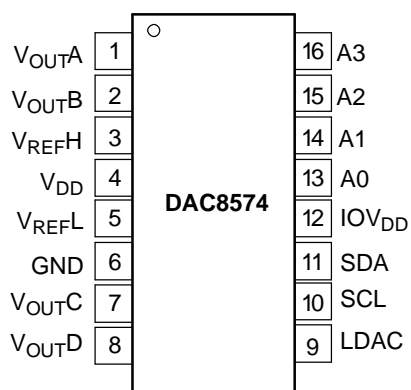 VOUTA 1 16 A3
VOUTB 2 15 A2
VREFH 3 14 A1
VDD 4 13 A0
DAC8574
VREFL 5 12 IOVDD
GND 6 11 SDA
VOUTC 7 10 SCL
VOUTD 8 9 LDAC